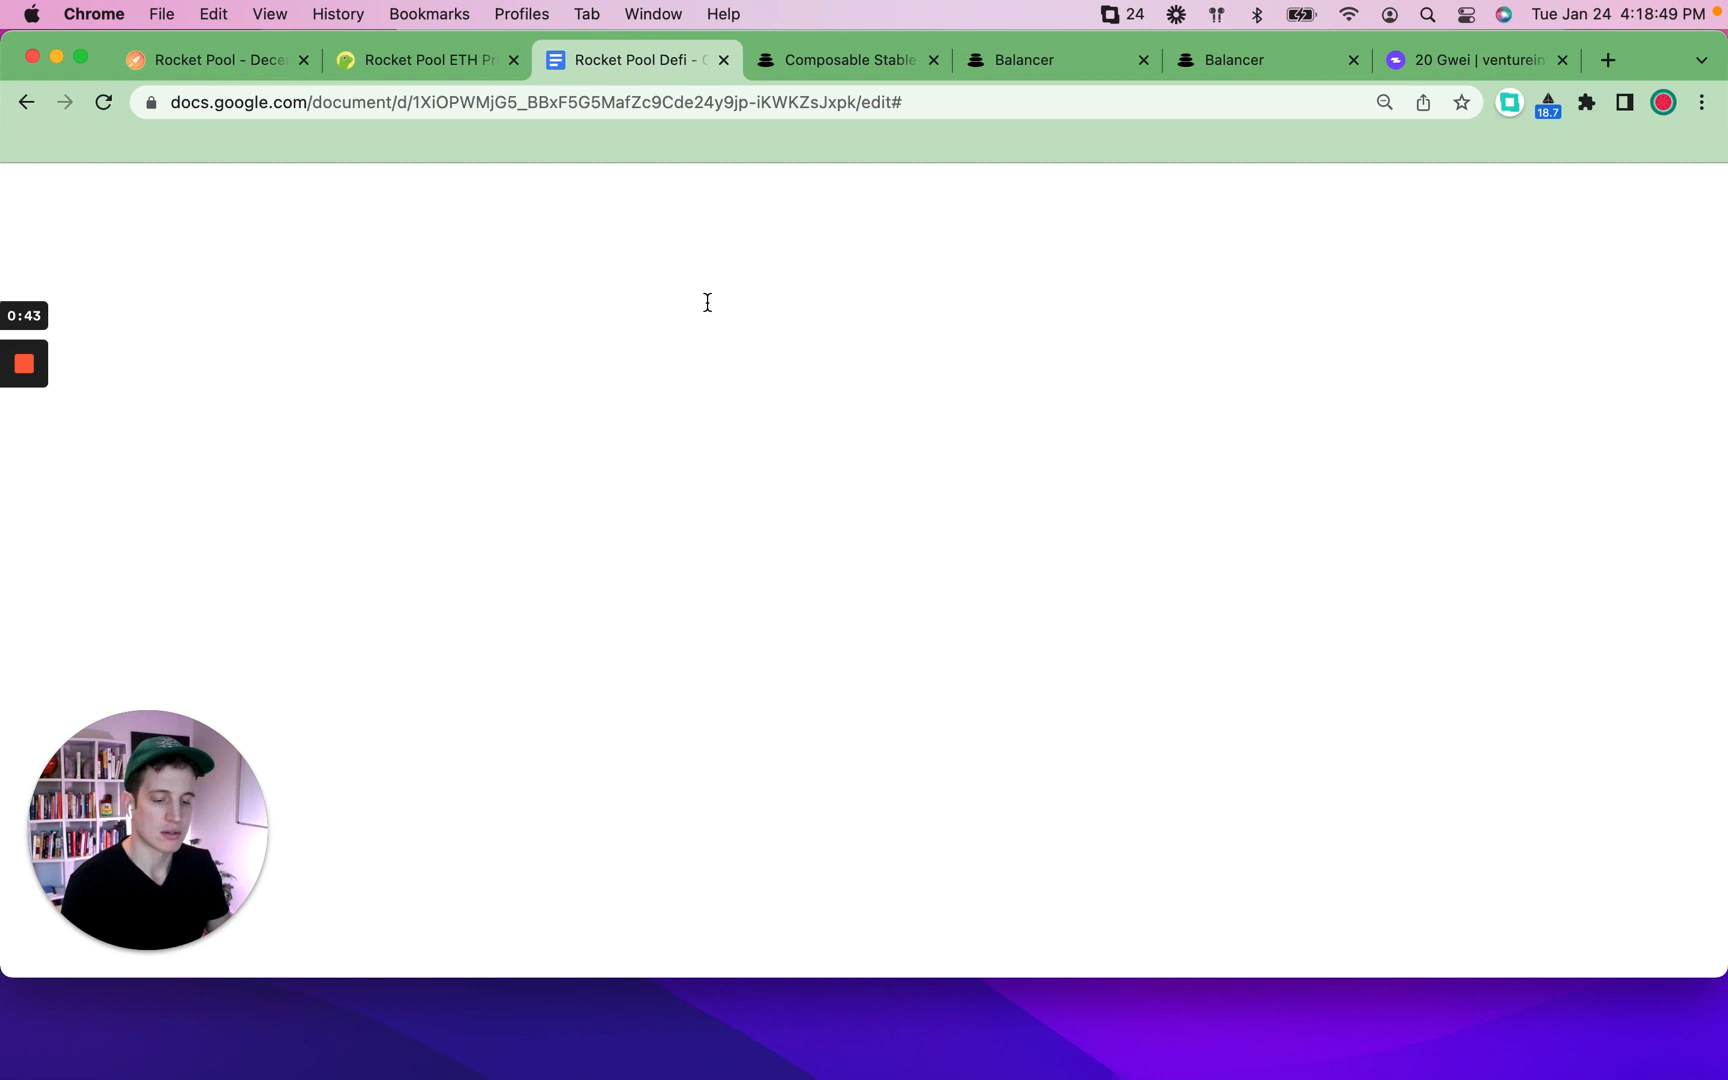 Chrome File Edit View History Bookmarks Profiles Tab Window Help 24 Tue Jan 24 4:18:49 PM
Rocket Pool - Dece Rocket Pool ETH Pri Rocket Pool Defi - Composable Stable Balancer Balancer 20 Gwei | venturein
docs.google.com/document/d/1XiOPWMjG5_BBxF5G5MafZc9Cde24y9jp-iKWKZsJxpk/edit# 18.7
0:43